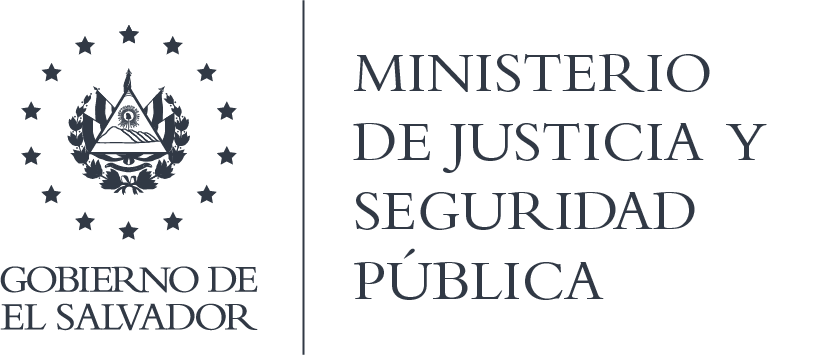 GOBIERNO DE
EL SALVADOR
MINISTERIO
DE JUSTICIA Y
SEGURIDAD
PÚBLICA